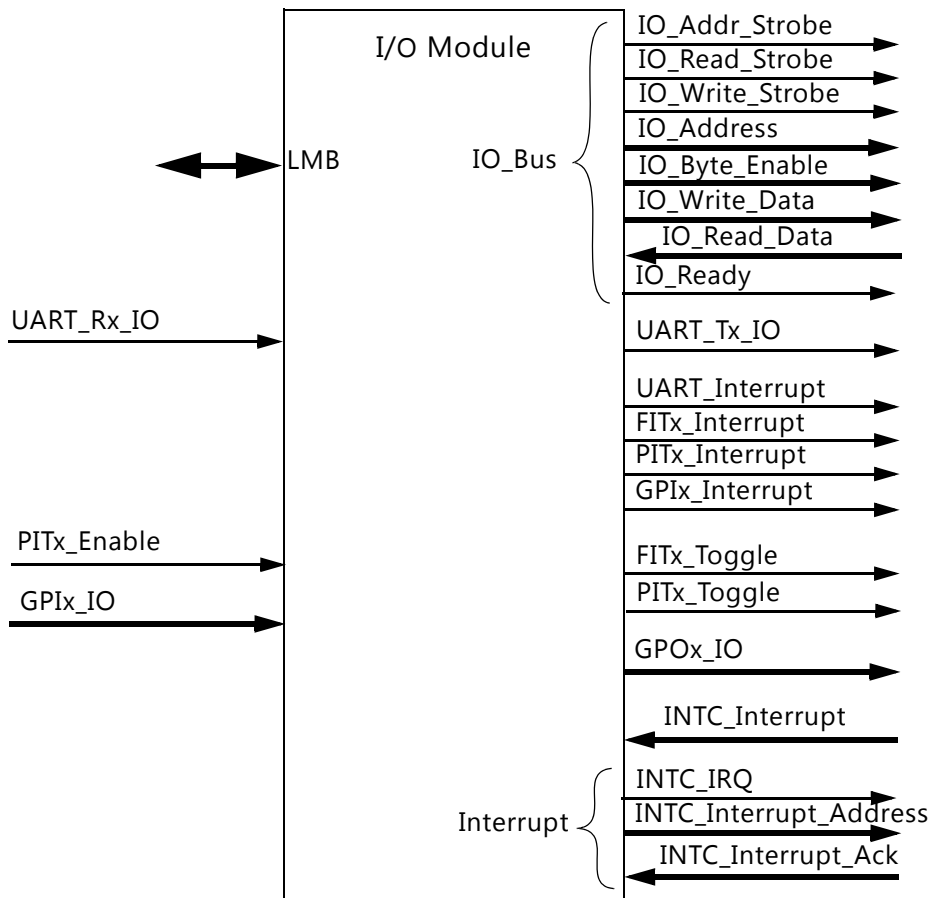 I/O Module
IO_Addr_Strobe
IO_Read_Strobe
IO_Write_Strobe
IO_Address
LMB
IO_Bus
IO_Byte_Enable
IO_Write_Data
IO_Read_Data
IO_Ready
UART_Rx_IO
UART_Tx_IO
UART_Interrupt
FITx_Interrupt
PITx_Interrupt
GPIx_Interrupt
PITx_Enable
FITx_Toggle
GPIx_IO
PITx_Toggle
GPOx_IO
INTC_Interrupt
INTC_IRQ
Interrupt
INTC_Interrupt_Address
INTC_Interrupt_Ack